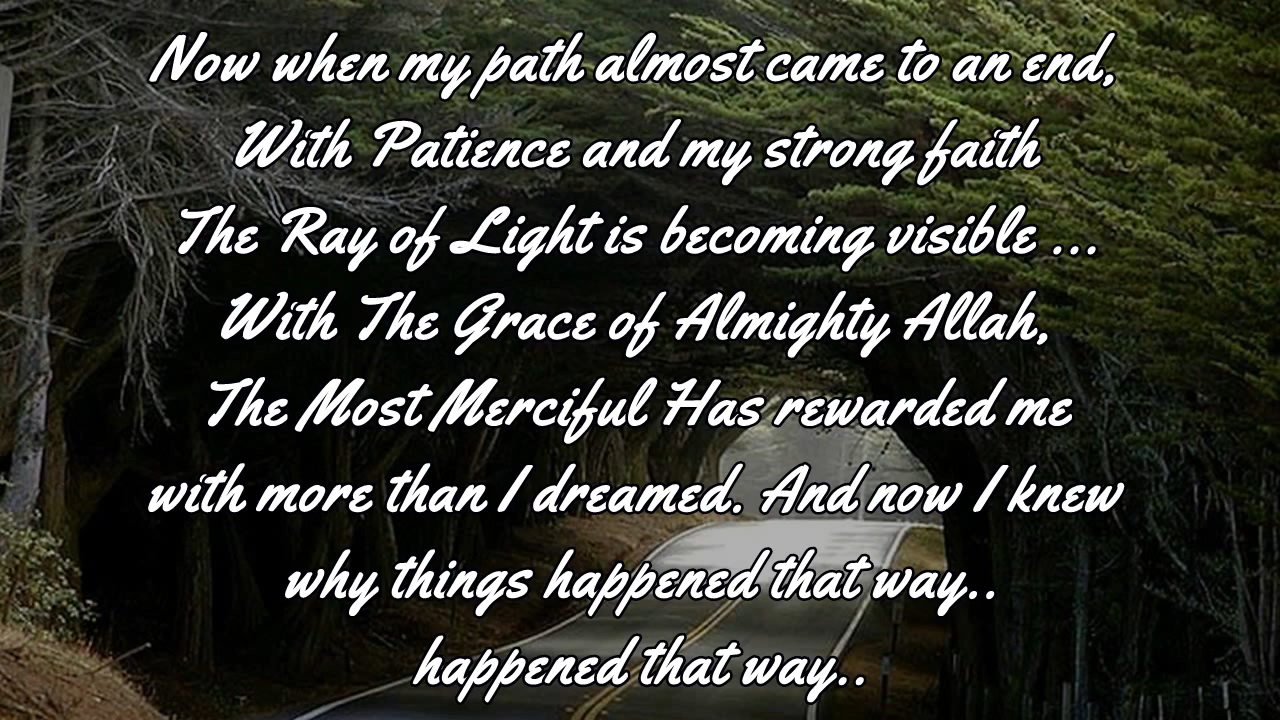 Now when my path almost came to an end,
With Patience and my strong faith
The Ray of Light is becoming visible ...
With The Grace of Almighty Allah,
The Most Merciful Has rewarded me
with more than I dreamed. And now I knew
why things happened that way..
happened that way..